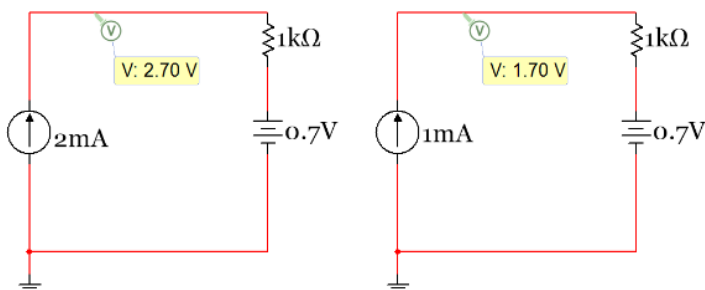 V
1kΩ
V: 2.70 V
2mA
0.7V
V
1kΩ
V: 1.70 V
1mA
0.7V